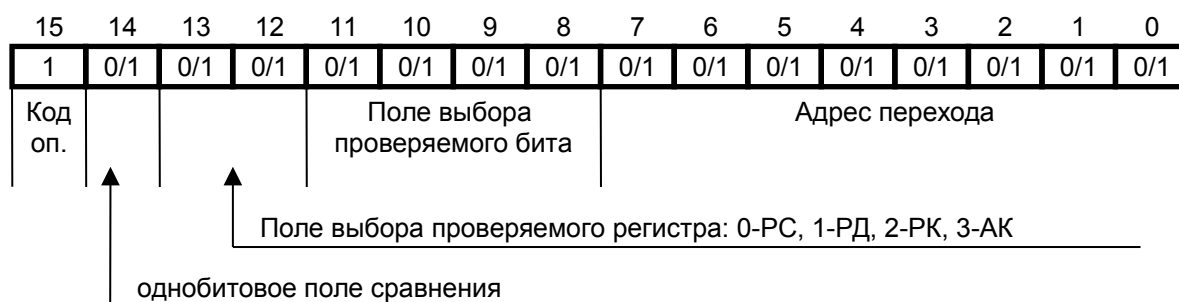 15 14 13 12 11 10 9 8 7 6 5 4 3 2 1 0
1 0/1 0/1 0/1 0/1 0/1 0/1 0/1 0/1 0/1 0/1 0/1 0/1 0/1 0/1 0/1
Код Поле выбора Адрес перехода
оп. проверяемого бита
Поле выбора проверяемого регистра: 0-РС, 1-РД, 2-РК, 3-АК
однобитовое поле сравнения